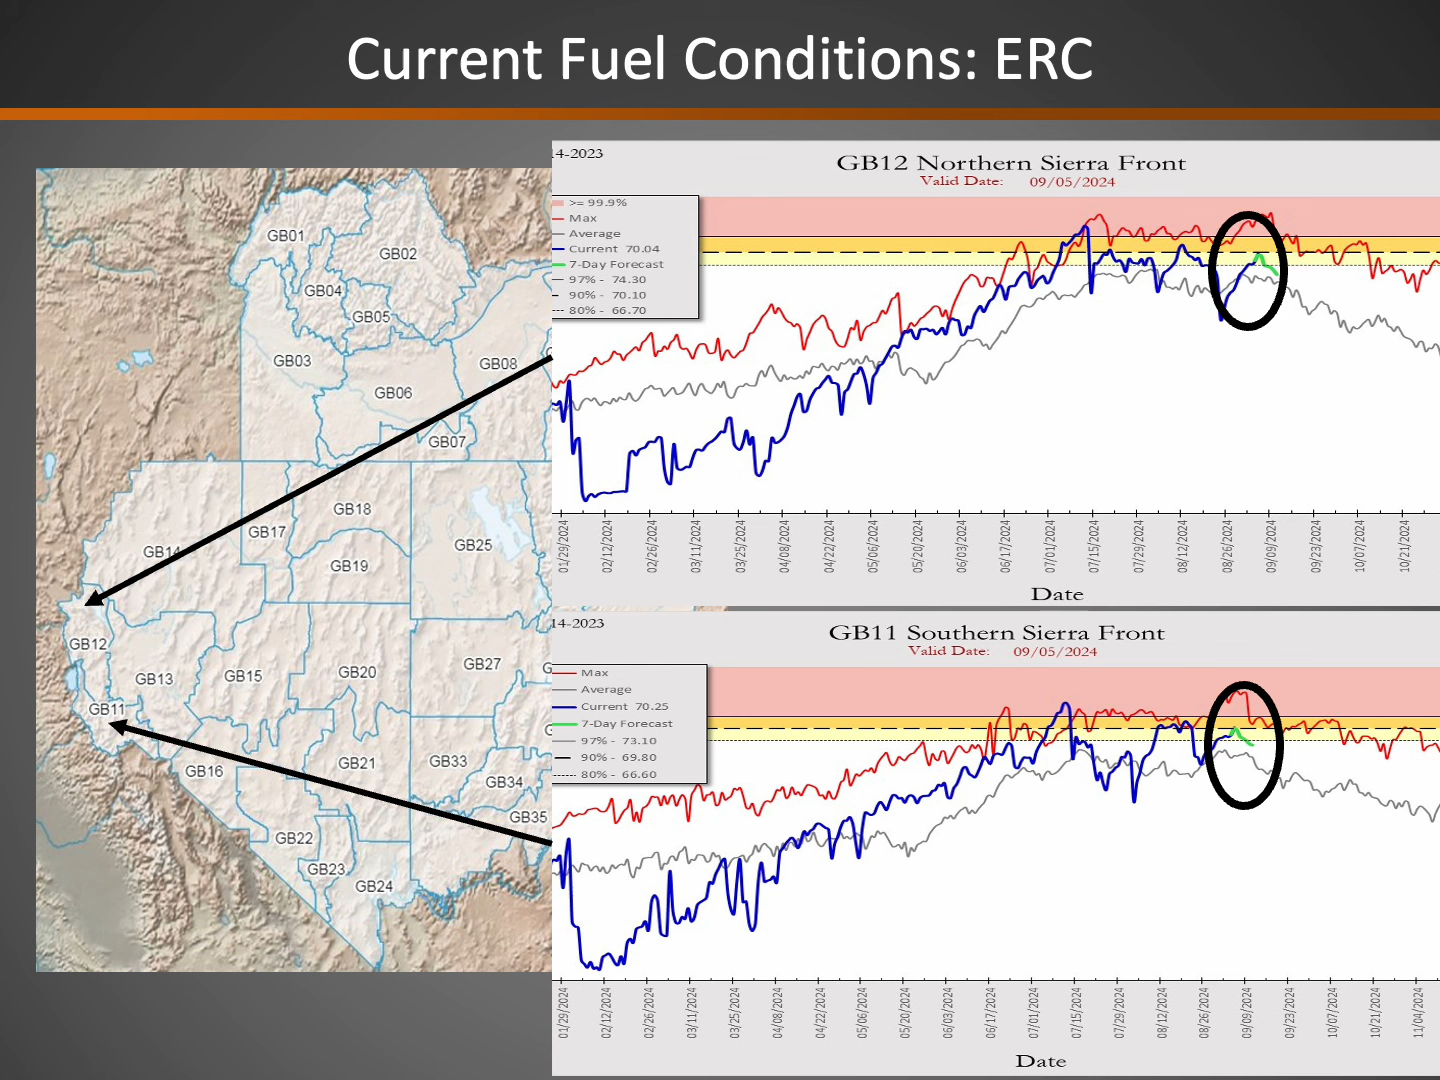 Current Fuel Conditions: ERC
GB01
GB02
GB04
GB05
GB03
GB08
GB06
GB07
GB18
GB17
GB14
GB25
GB19
GB12
GB13
GB15
GB20
GB27
GB11
GB16
GB21
GB33
GB34
GB35
GB22
GB23
GB24
14-2023
GB12 Northern Sierra Front
Valid Date: 09/05/2024
>= 99.9%
Max
Average
Current 70.04
7-Day Forecast
97% - 74.30
90% - 70.10
80% - 66.70
01/29/2024
02/12/2024
02/26/2024
03/11/2024
03/25/2024
04/08/2024
04/22/2024
05/06/2024
05/20/2024
06/03/2024
06/17/2024
07/01/2024
07/15/2024
07/29/2024
08/12/2024
08/26/2024
09/09/2024
09/23/2024
10/07/2024
10/21/2024
Date
14-2023
GB11 Southern Sierra Front
Valid Date: 09/05/2024
Max
Average
Current 70.25
7-Day Forecast
97% - 73.10
90% - 69.80
80% - 66.60
01/29/2024
02/12/2024
02/26/2024
03/11/2024
03/25/2024
04/08/2024
04/22/2024
05/06/2024
05/20/2024
06/03/2024
06/17/2024
07/01/2024
07/15/2024
07/29/2024
08/12/2024
08/26/2024
09/09/2024
09/23/2024
10/07/2024
10/21/2024
11/04/2024
Date